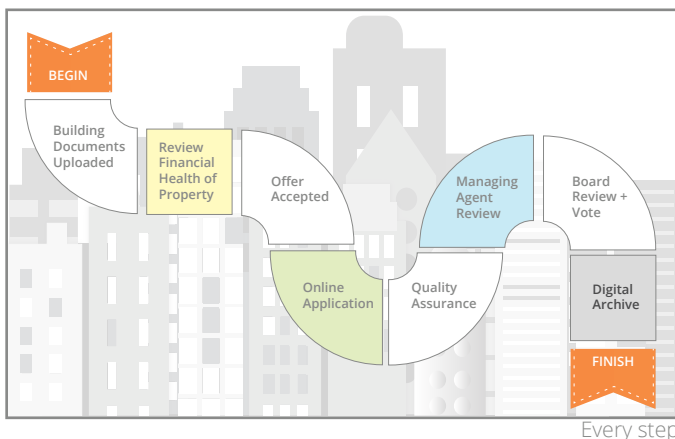 BEGIN
Building
Documents
Uploaded
Review
Financial
Health of
Property
Offer
Accepted
Online
Application
Quality
Assurance
Managing
Agent
Review
Board
Review +
Vote
Digital
Archive
FINISH
Every step